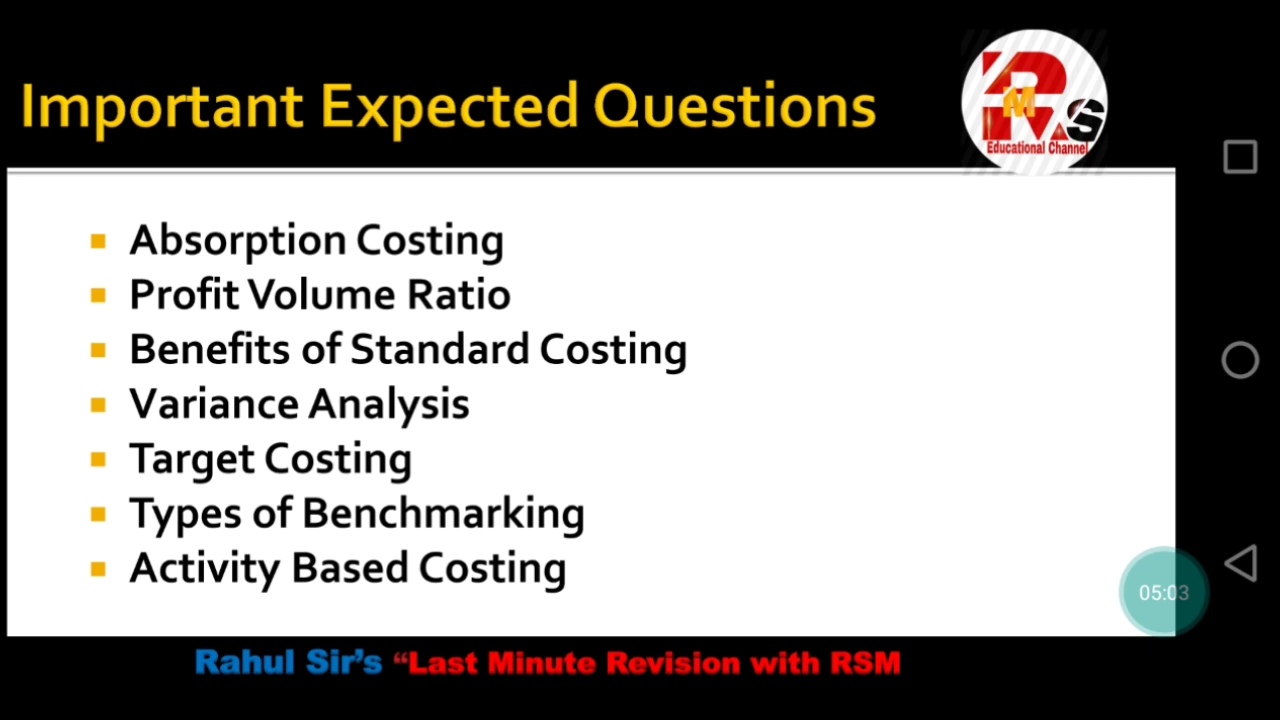 Important Expected Questions
RMS
Educational Channel
Absorption Costing
Profit Volume Ratio
Benefits of Standard Costing
Variance Analysis
Target Costing
Types of Benchmarking
Activity Based Costing
05:03
Rahul Sir's “Last Minute Revision with RSM